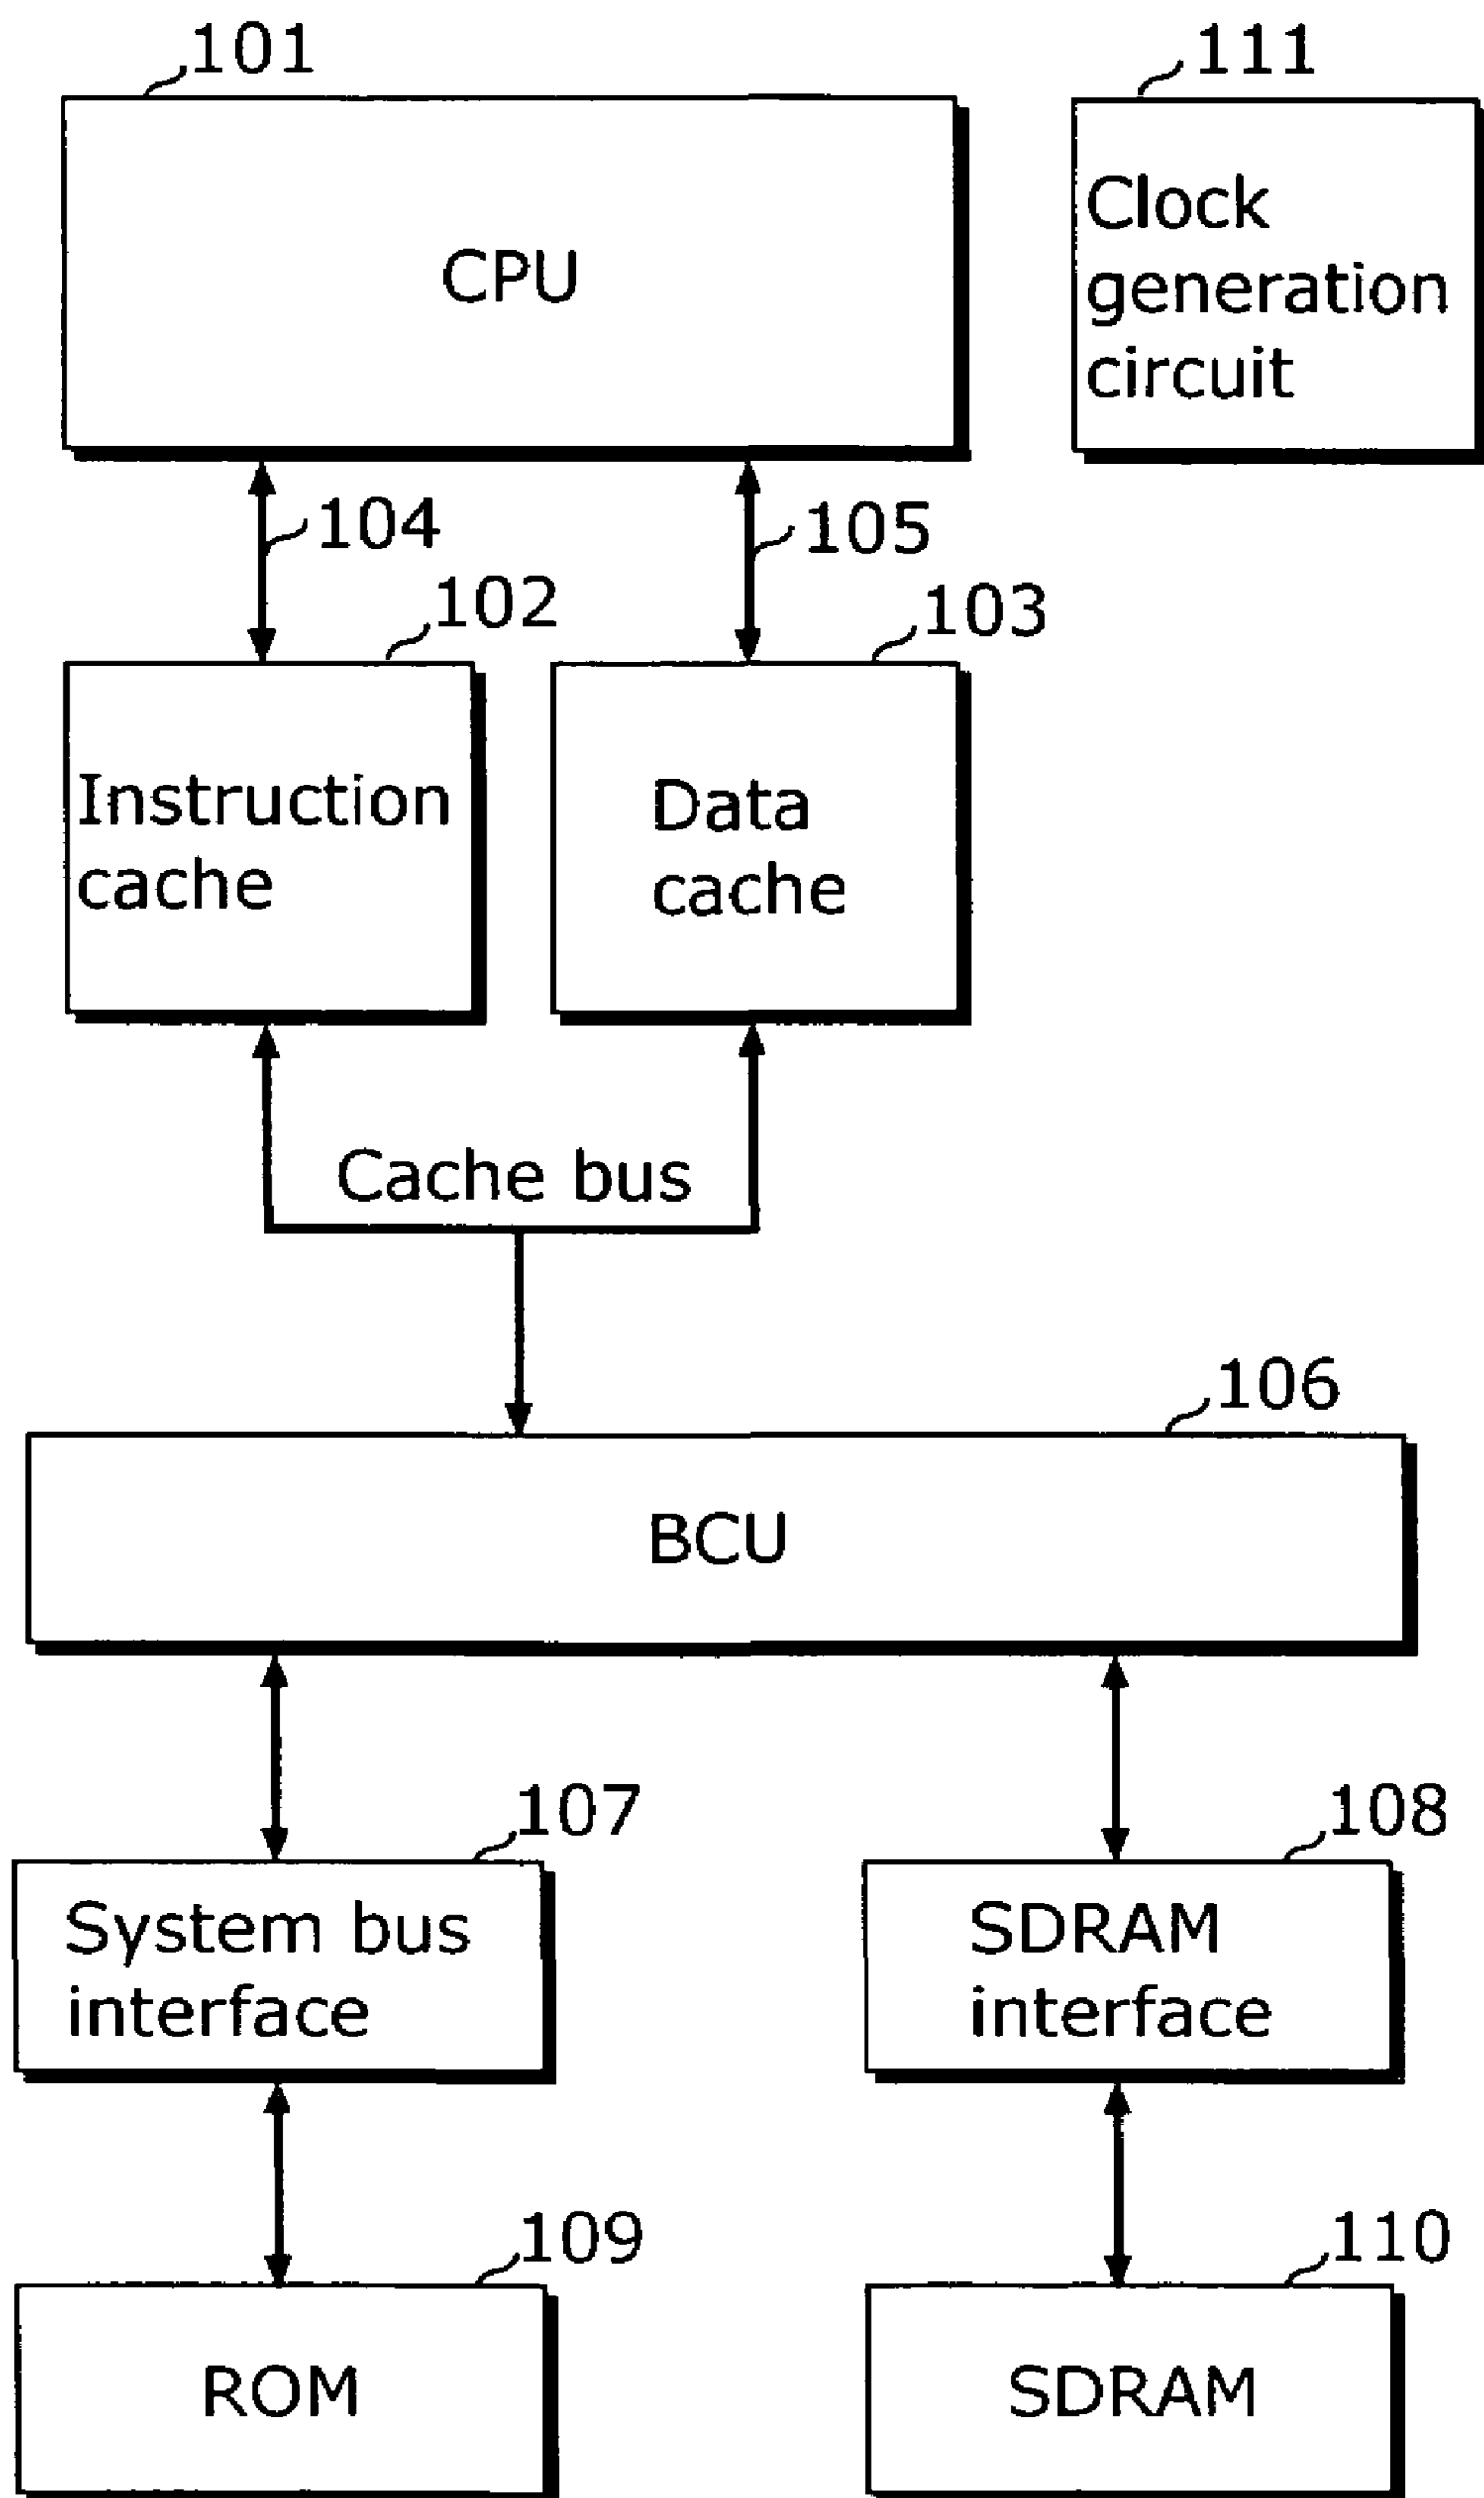 101
111
CPU
Clock
generation
circuit
104
105
102
103
Instruction
cache
Data
cache
Cache bus
106
BCU
107
108
System bus
interface
SDRAM
interface
109
110
ROM
SDRAM